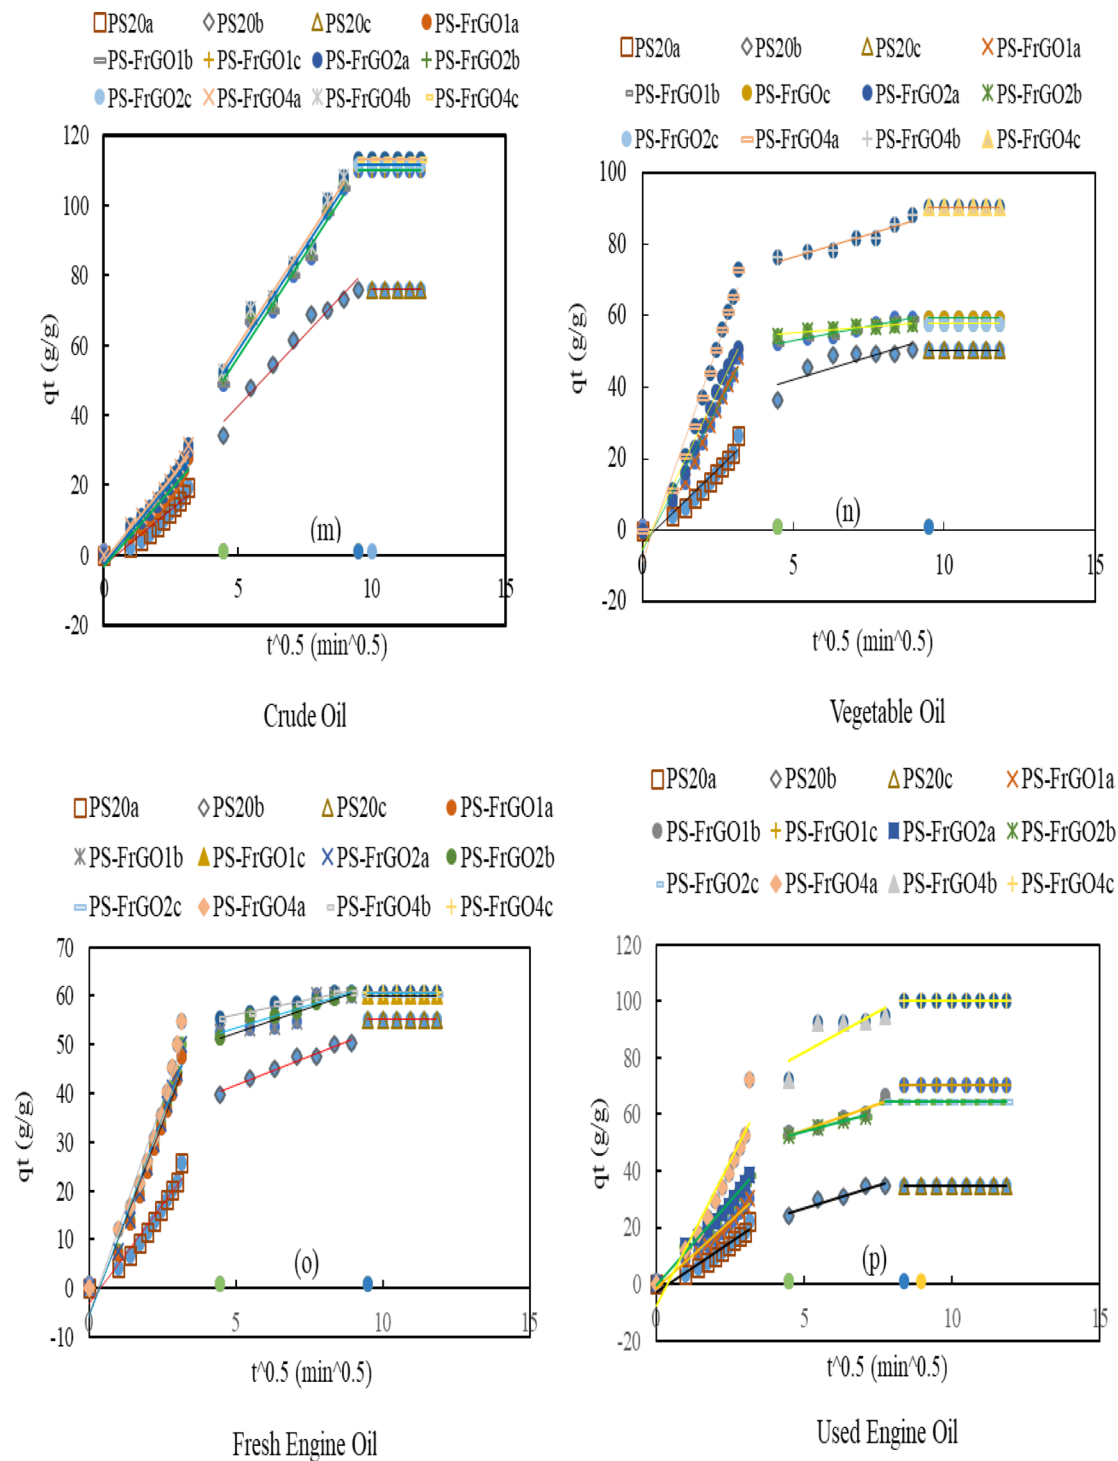 PS20a PS20b PS20c PS-FrGO1a
PS-FrGO1b PS-FrGO1c PS-FrGO2a PS-FrGO2b
PS-FrGO2c PS-FrGO4a PS-FrGO4b PS-FrGO4c
120
100
80
60
40
20
0
-20
qt (g/g)
(m)
0 5 10 15
t^0.5 (min^0.5)
Crude Oil
PS20a PS20b PS20c PS-FrGO1a
PS-FrGO1b PS-FrGOc PS-FrGO2a PS-FrGO2b
PS-FrGO2c PS-FrGO4a PS-FrGO4b PS-FrGO4c
100
80
60
40
20
0
-20
qt (g/g)
(n)
0 5 10 15
t^0.5 (min^0.5)
Vegetable Oil
PS20a PS20b PS20c PS-FrGO1a
PS-FrGO1b PS-FrGO1c PS-FrGO2a PS-FrGO2b
PS-FrGO2c PS-FrGO4a PS-FrGO4b PS-FrGO4c
70
60
50
40
30
20
10
0
-10
qt (g/g)
(o)
0 5 10 15
t^0.5 (min^0.5)
Fresh Engine Oil
PS20a PS20b PS20c PS-FrGO1a
PS-FrGO1b PS-FrGO1c PS-FrGO2a PS-FrGO2b
PS-FrGO2c PS-FrGO4a PS-FrGO4b PS-FrGO4c
120
100
80
60
40
20
0
-20
qt (g/g)
(p)
0 5 10 15
t^0.5 (min^0.5)
Used Engine Oil